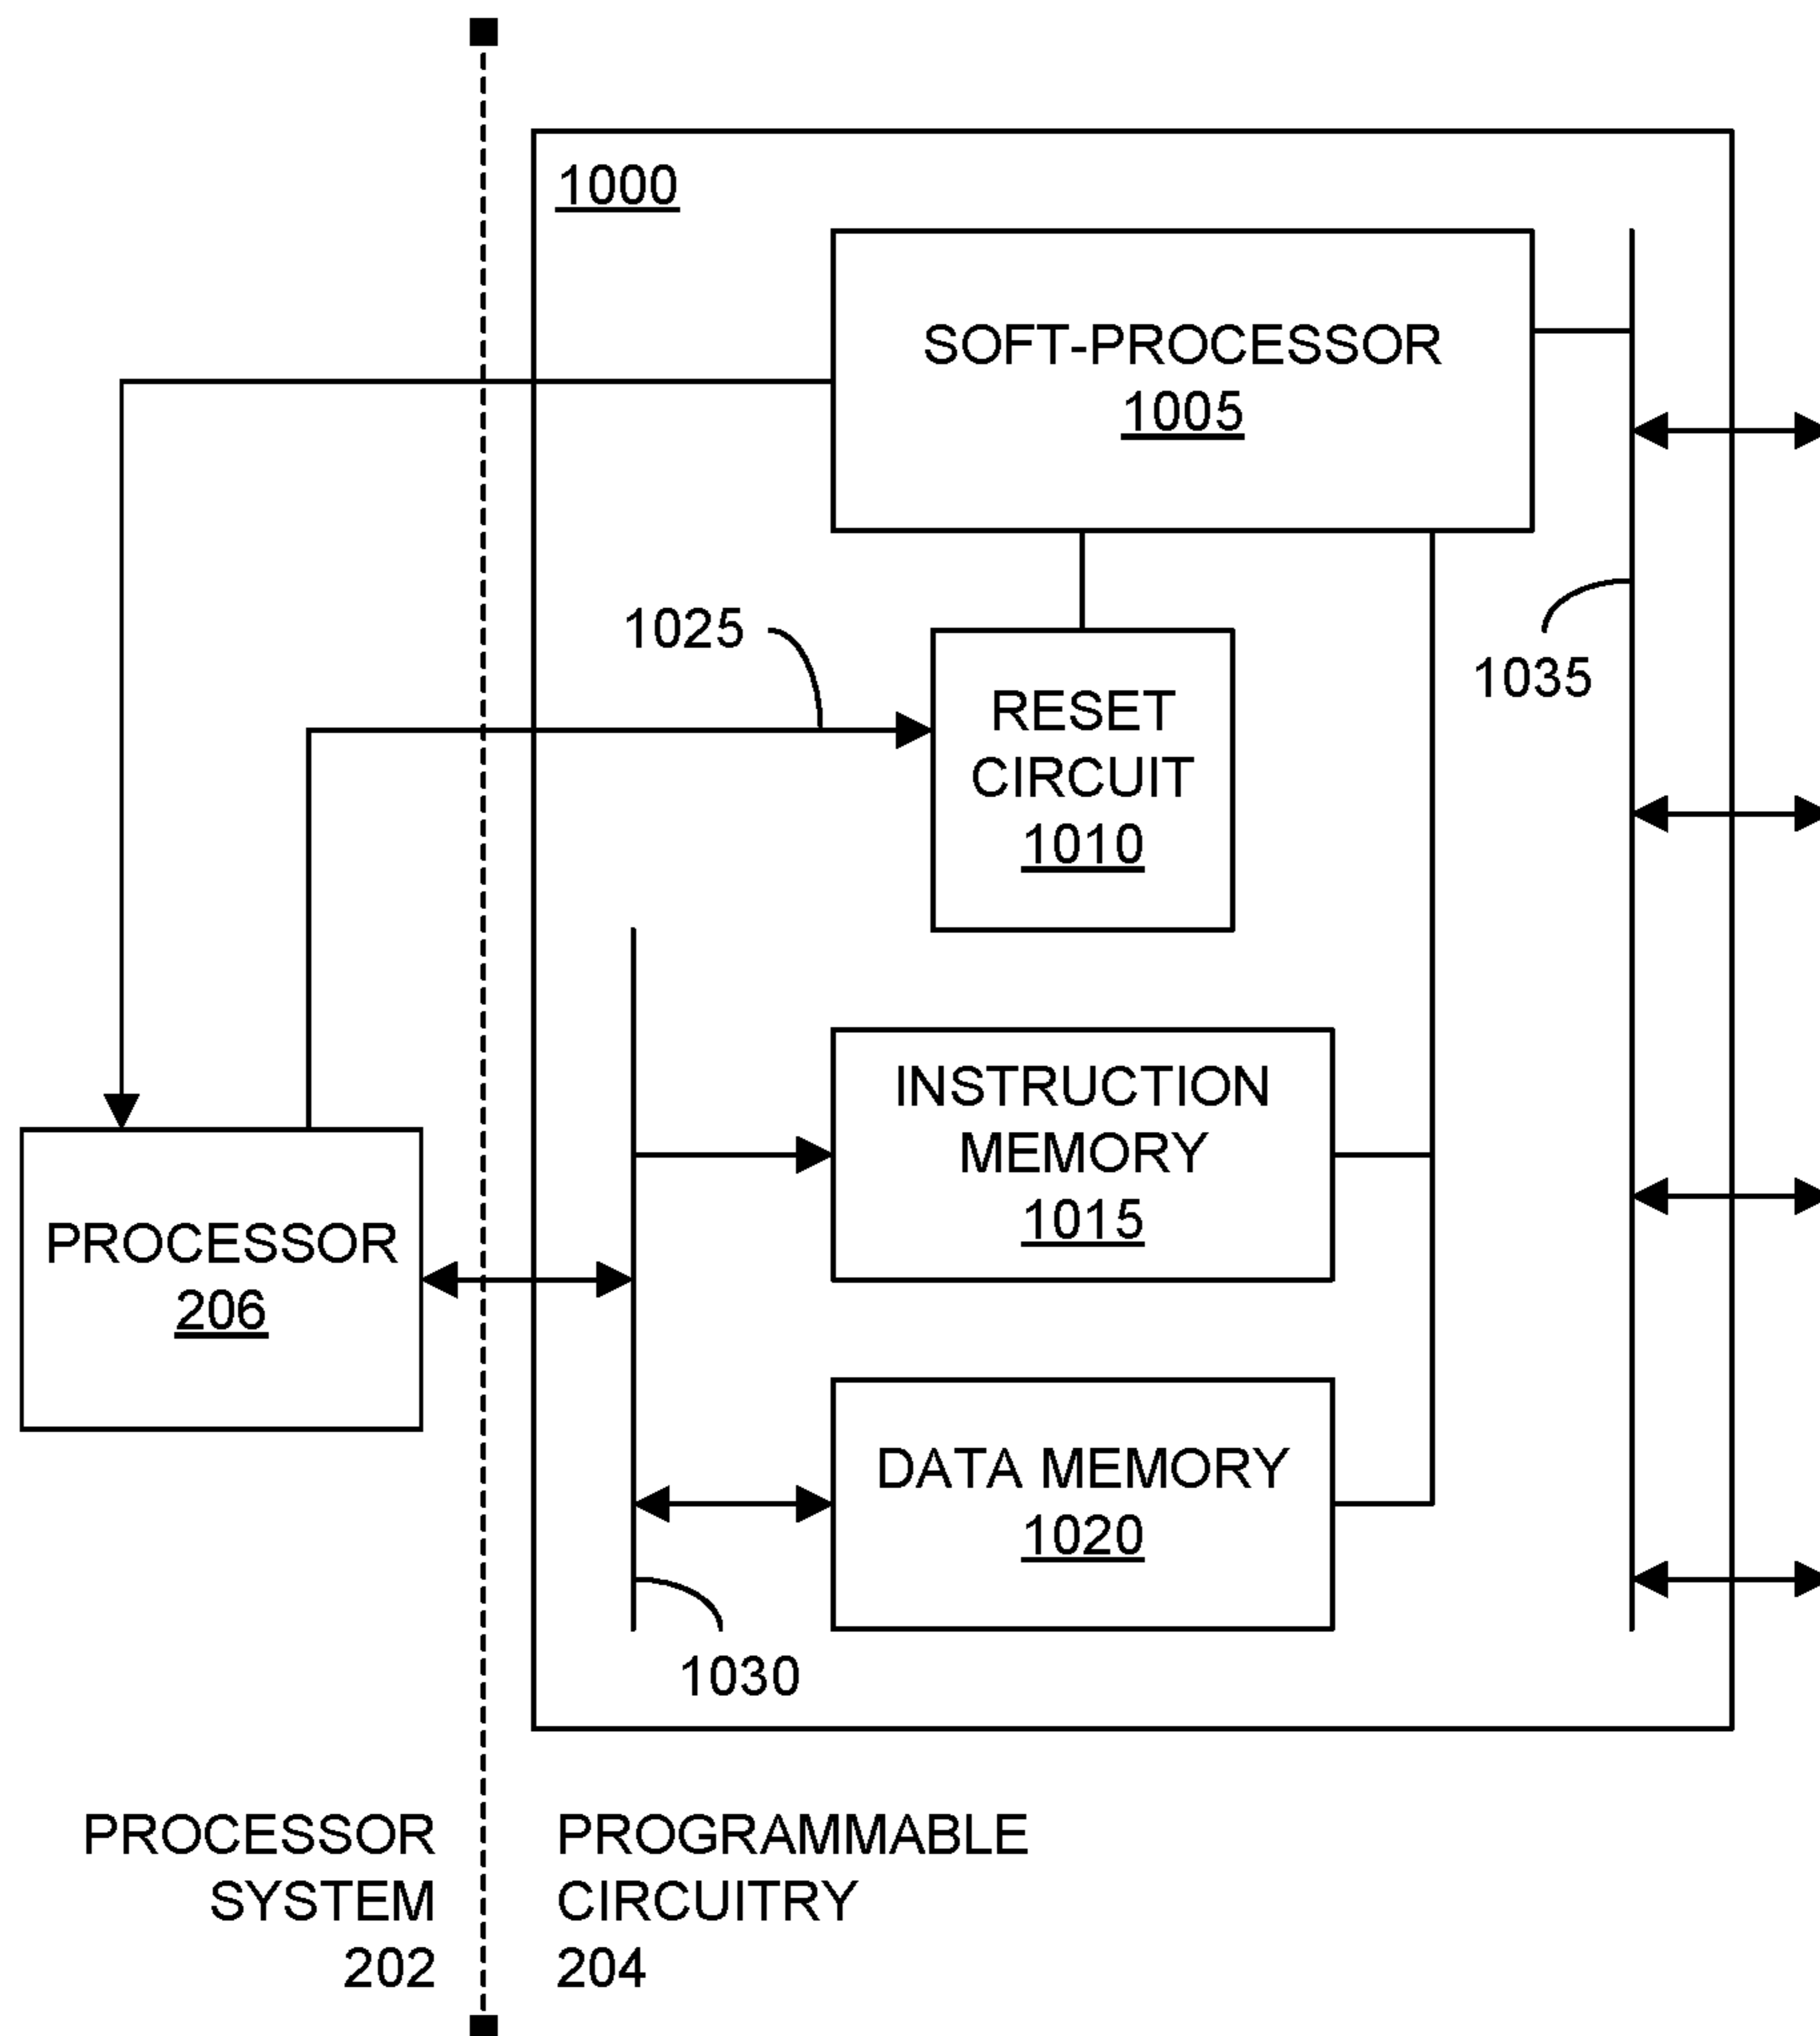 1000
SOFT-PROCESSOR
1005
1025
1035
RESET
CIRCUIT
1010
INSTRUCTION
MEMORY
1015
PROCESSOR
206
DATA MEMORY
1020
1030
PROCESSOR
SYSTEM
202
PROGRAMMABLE
CIRCUITRY
204